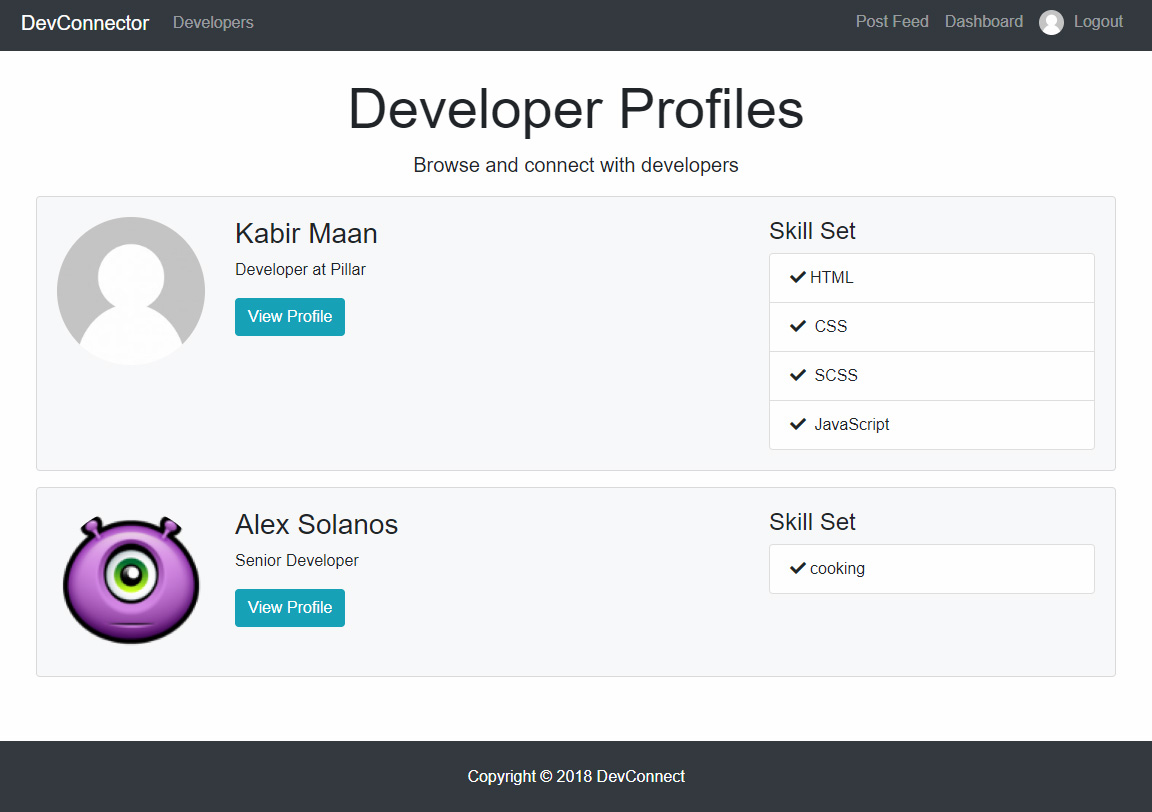 DevConnector Developers Post Feed Dashboard Logout
Developer Profiles
Browse and connect with developers
Kabir Maan
Developer at Pillar
View Profile
Skill Set
HTML
CSS
SCSS
JavaScript
Alex Solanos
Senior Developer
View Profile
Skill Set
cooking
Copyright © 2018 DevConnect